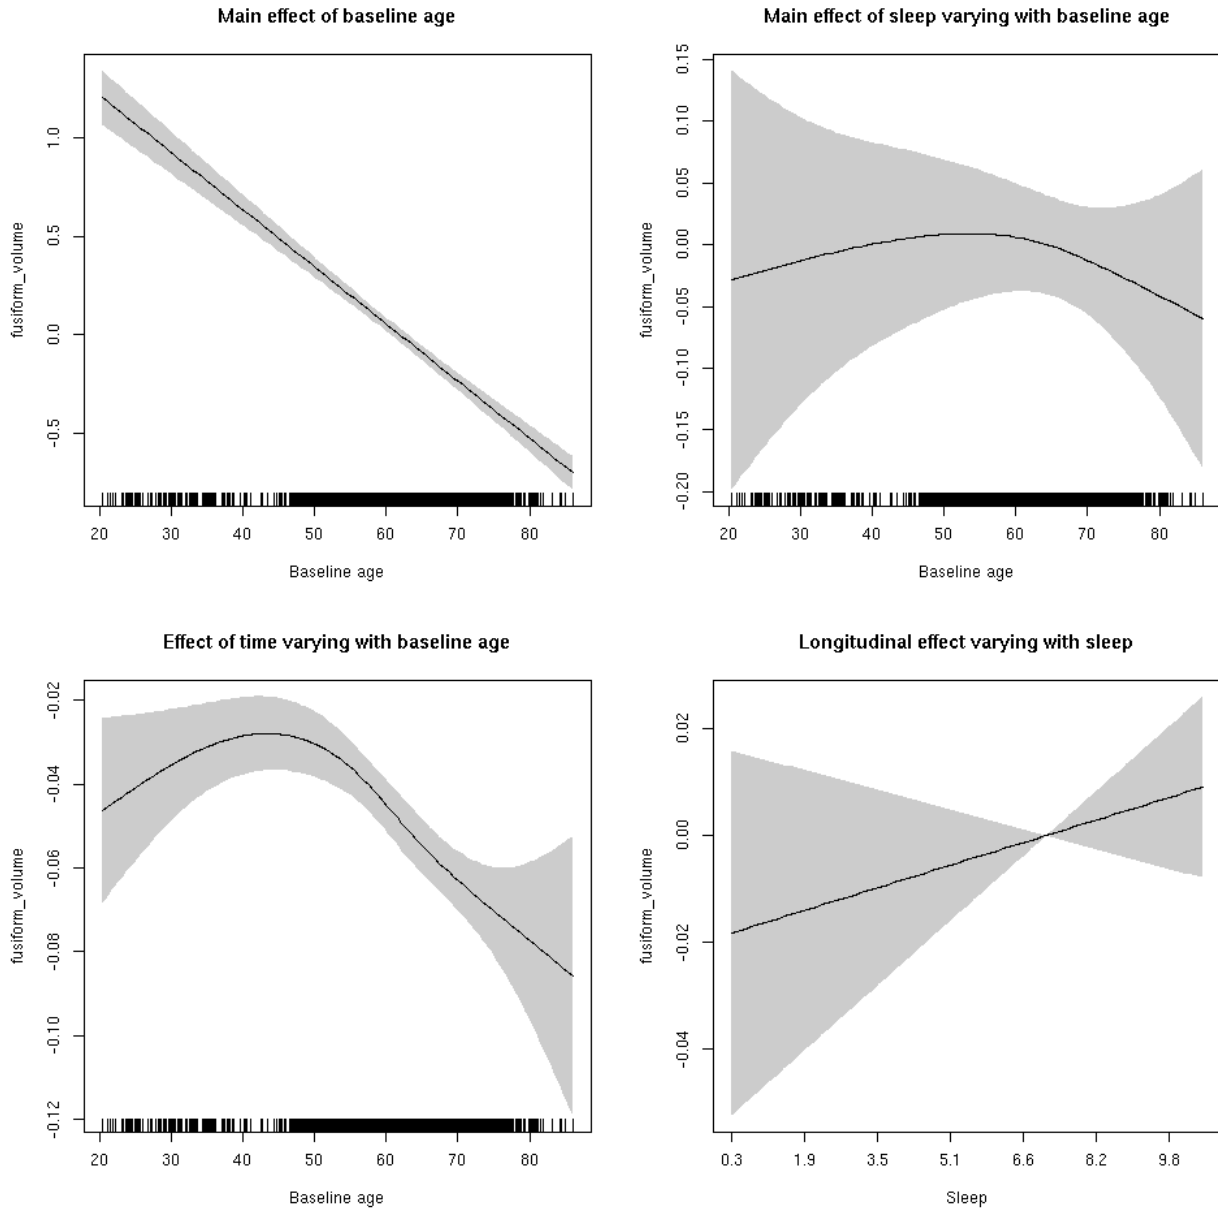 Main effect of baseline age
1.0
0.5
0.0
-0.5
fusiform_volume
20 30 40 50 60 70 80
Baseline age
Main effect of sleep varying with baseline age
0.15
0.10
0.05
0.00
-0.05
-0.10
-0.15
-0.20
fusiform_volume
20 30 40 50 60 70 80
Baseline age
Effect of time varying with baseline age
-0.02
-0.04
-0.06
-0.08
-0.10
-0.12
fusiform_volume
20 30 40 50 60 70 80
Baseline age
Longitudinal effect varying with sleep
0.02
0.00
-0.02
-0.04
fusiform_volume
0.3 1.9 3.5 5.1 6.6 8.2 9.8
Sleep